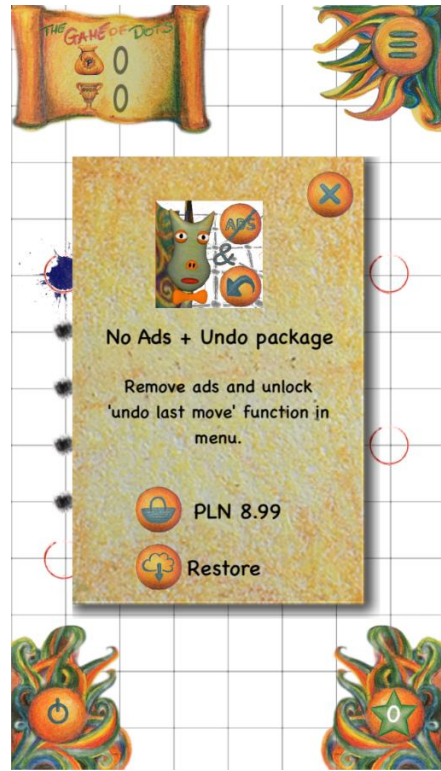 THE GAME OF DOTS
0
0
ADS
&
No Ads + Undo package
Remove ads and unlock
'undo last move' function in
menu.
PLN 8.99
Restore
0